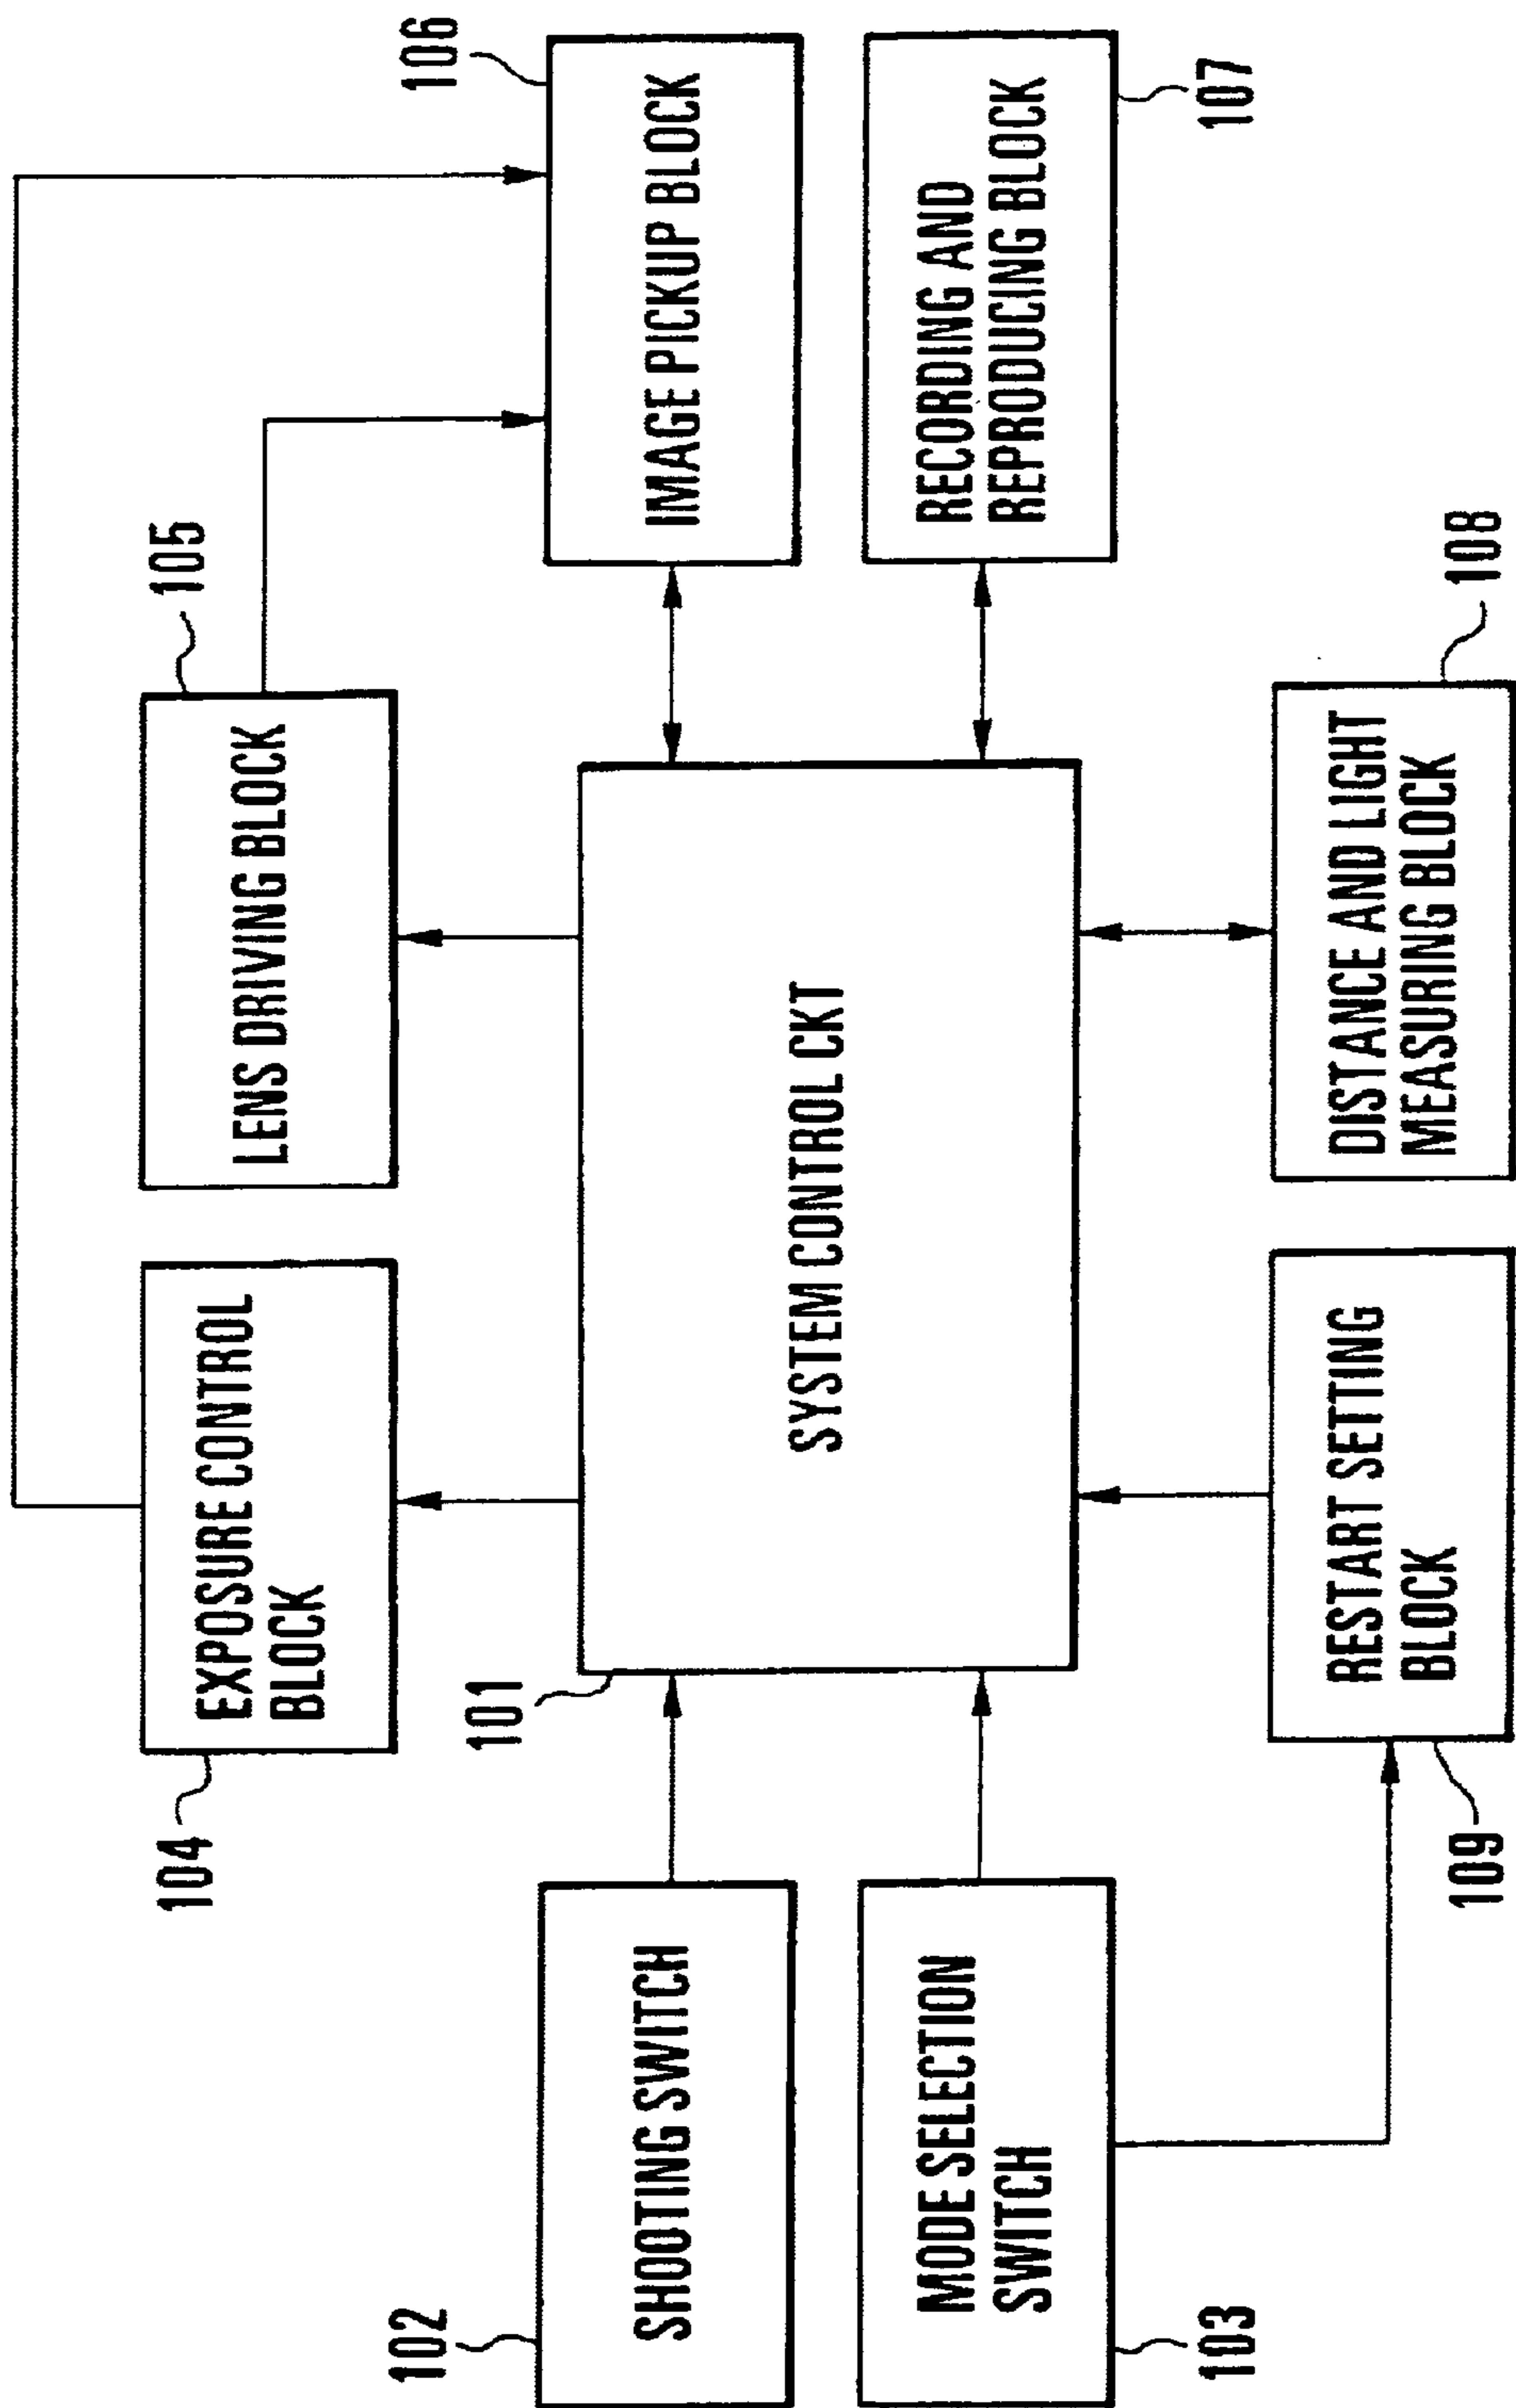 104
EXPOSURE CONTROL
BLOCK
LENS DRIVING BLOCK
105
102
SHOOTING SWITCH
101
SYSTEM CONTROL CKT
106
IMAGE PICKUP BLOCK
MODE SELECTION
SWITCH
103
RECORDING AND
REPRODUCING BLOCK
107
109
RESTART SETTING
BLOCK
DISTANCE AND LIGHT
MEASURING BLOCK
108